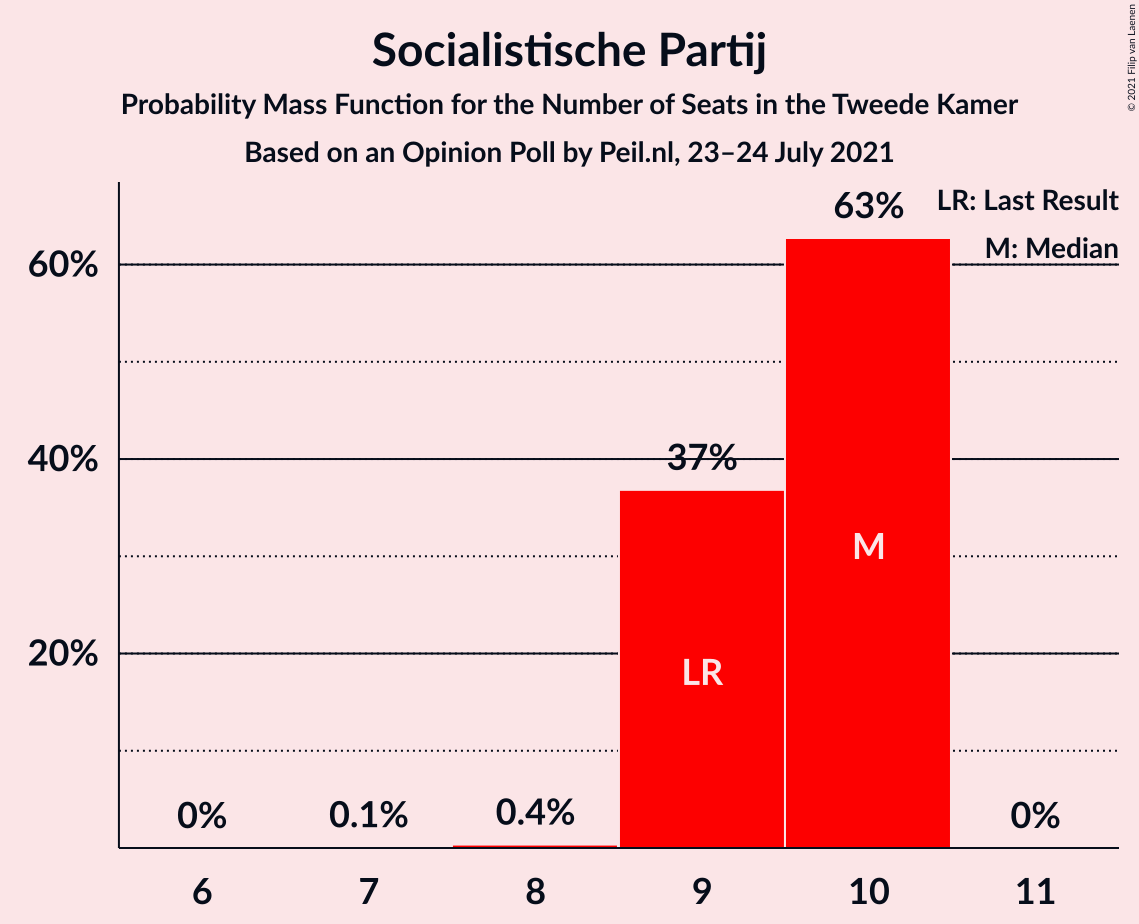 Socialistische Partij
Probability Mass Function for the Number of Seats in the Tweede Kamer
Based on an Opinion Poll by Peil.nl, 23–24 July 2021
© 2021 Filip van Laenen
LR: Last Result
M: Median
63%
60%
40%
37%
M
20%
LR
0%
0.1%
0.4%
0%
6
7
8
9
10
11